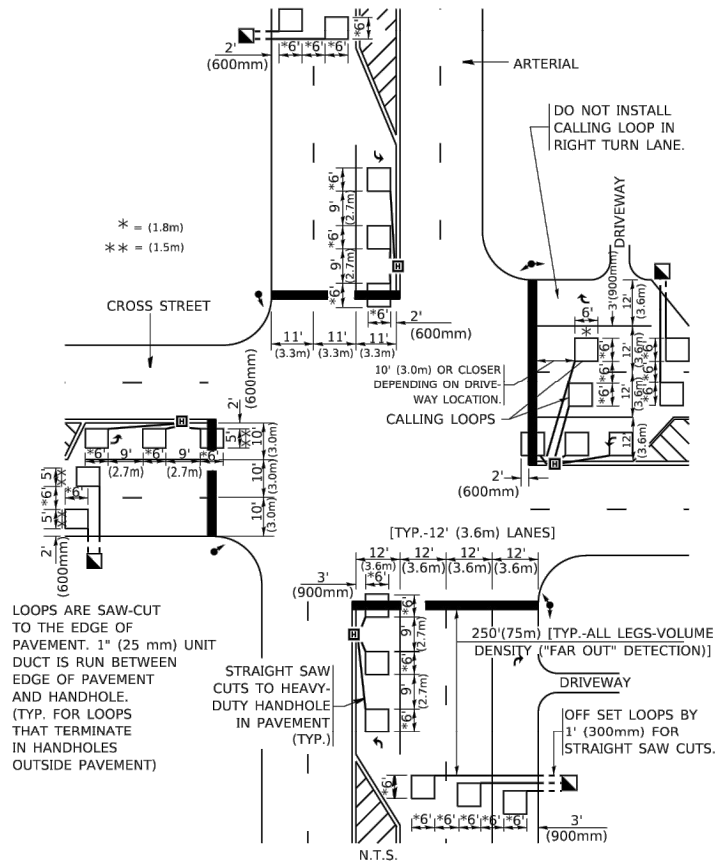 *6'
*6'
*6'
2'
(600mm)
ARTERIAL
DO NOT INSTALL
CALLING LOOP IN
RIGHT TURN LANE.
* = (1.8m)
** = (1.5m)
*6'
9'
(2.7m)
*6'
9'
(2.7m)
*6'
H
*6'
2'
(600mm)
11'
11'
11'
(3.3m)
(3.3m)
(3.3m)
CROSS STREET
DRIVEWAY
3'(900mm)
12'
(3.6m)
6'
*
*6'
*6'
*6'
12'
(3.6m)
*6'
*6'
*6'
12'
(3.6m)
12'
(3.6m)
10' (3.0m) OR CLOSER
DEPENDING ON DRIVE-
WAY LOCATION.
CALLING LOOPS
H
2'
(600mm)
2'
(600mm)
H
5'
**
10'
(3.0m)
10'
(3.0m)
10'
(3.0m)
*6'
9'
*6'
9'
*6'
(2.7m)
(2.7m)
5'
**
*6'
*6'
5'
**
2'
(600mm)
[TYP.-12' (3.6m) LANES]
12'
12'
12'
12'
(3.6m)
(3.6m)
(3.6m)
(3.6m)
3'
(900mm)
*6'
*6'
H
9'
(2.7m)
*6'
9'
(2.7m)
*6'
250'(75m) [TYP.-ALL LEGS-VOLUME
DENSITY ("FAR OUT" DETECTION)]
DRIVEWAY
LOOPS ARE SAW-CUT
TO THE EDGE OF
PAVEMENT. 1" (25 mm) UNIT
DUCT IS RUN BETWEEN
EDGE OF PAVEMENT
AND HANDHOLE.
(TYP. FOR LOOPS
THAT TERMINATE
IN HANDHOLES
OUTSIDE PAVEMENT)
STRAIGHT SAW
CUTS TO HEAVY-
DUTY HANDHOLE
IN PAVEMENT
(TYP.)
OFF SET LOOPS BY
1' (300mm) FOR
STRAIGHT SAW CUTS.
*6'
*6'
*6'
*6'
*6'
*6'
3'
(900mm)
N.T.S.